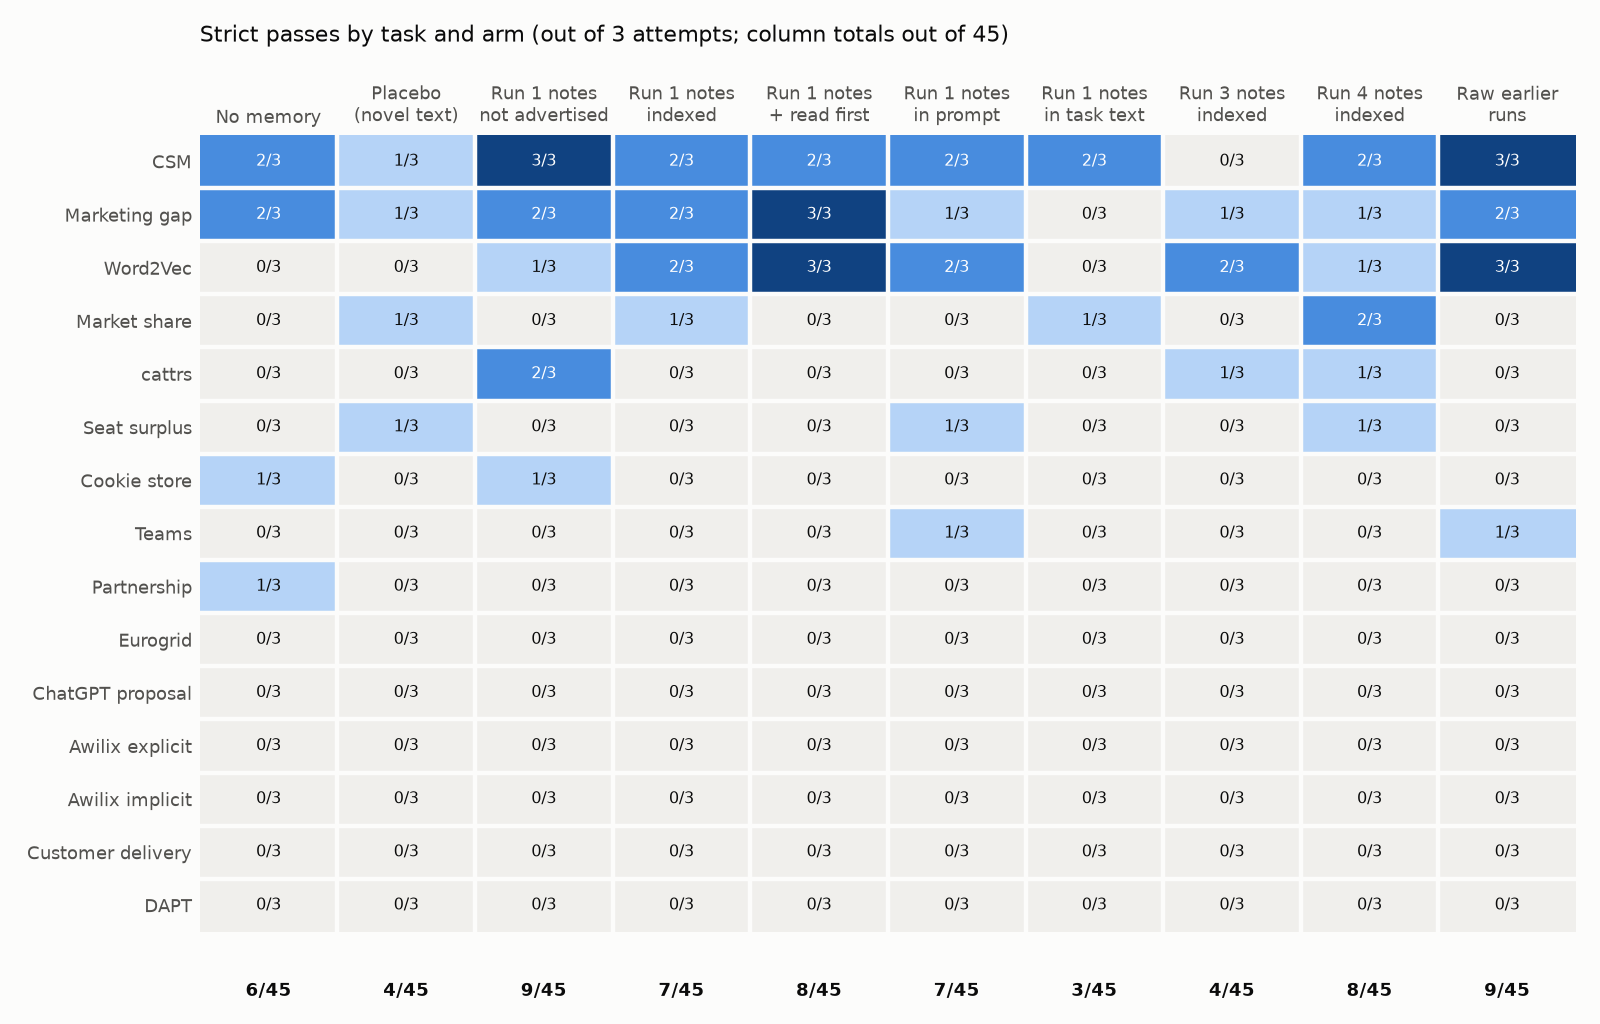 Strict passes by task and arm (out of 3 attempts; column totals out of 45)
No memory
Placebo
(novel text)
Run 1 notes
not advertised
Run 1 notes
indexed
Run 1 notes
+ read first
Run 1 notes
in prompt
Run 1 notes
in task text
Run 3 notes
indexed
Run 4 notes
indexed
Raw earlier
runs
CSM 2/3 1/3 3/3 2/3 2/3 2/3 2/3 0/3 2/3 3/3
Marketing gap 2/3 1/3 2/3 2/3 3/3 1/3 0/3 1/3 1/3 2/3
Word2Vec 0/3 0/3 1/3 2/3 3/3 2/3 0/3 2/3 1/3 3/3
Market share 0/3 1/3 0/3 1/3 0/3 0/3 1/3 0/3 2/3 0/3
cattrs 0/3 0/3 2/3 0/3 0/3 0/3 0/3 1/3 1/3 0/3
Seat surplus 0/3 1/3 0/3 0/3 0/3 1/3 0/3 0/3 1/3 0/3
Cookie store 1/3 0/3 1/3 0/3 0/3 0/3 0/3 0/3 0/3 0/3
Teams 0/3 0/3 0/3 0/3 0/3 1/3 0/3 0/3 0/3 1/3
Partnership 1/3 0/3 0/3 0/3 0/3 0/3 0/3 0/3 0/3 0/3
Eurogrid 0/3 0/3 0/3 0/3 0/3 0/3 0/3 0/3 0/3 0/3
ChatGPT proposal 0/3 0/3 0/3 0/3 0/3 0/3 0/3 0/3 0/3 0/3
Awilix explicit 0/3 0/3 0/3 0/3 0/3 0/3 0/3 0/3 0/3 0/3
Awilix implicit 0/3 0/3 0/3 0/3 0/3 0/3 0/3 0/3 0/3 0/3
Customer delivery 0/3 0/3 0/3 0/3 0/3 0/3 0/3 0/3 0/3 0/3
DAPT 0/3 0/3 0/3 0/3 0/3 0/3 0/3 0/3 0/3 0/3
6/45 4/45 9/45 7/45 8/45 7/45 3/45 4/45 8/45 9/45